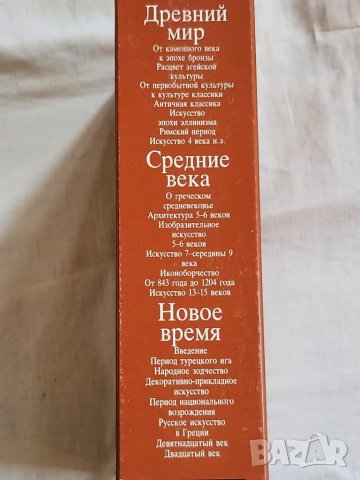 Древний
мир
От каменного века
к эпохе бронзы
Расцвет эгейской
культуры
От первобытной культуры
к культуре классики
Античная классика
Искусство
эпохи эллинизма
Римский период
Искусство 4 века н.э.
Средние
века
О греческом
средневековье
Архитектура 5–6 веков
Изобразительное
искусство
5–6 веков
Искусство 7–середины 9
века
Иконоборчество
От 843 года до 1204 года
Искусство 13–15 веков
Новое
время
Введение
Период турецкого ига
Народное зодчество
Декоративно-прикладное
искусство
Период национального
возрождения
Русское искусство
в Греции
Девятнадцатый век
Двадцатый век
BAZAR